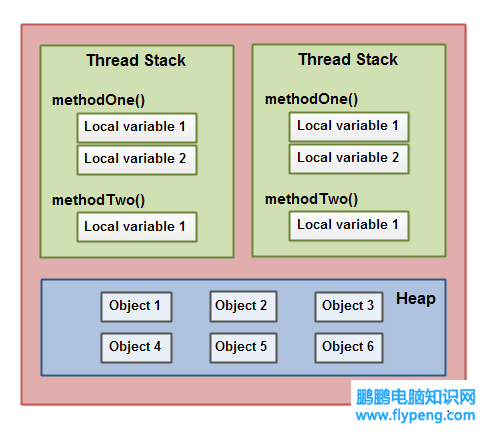 Thread Stack
methodOne()
Local variable 1
Local variable 2
methodTwo()
Local variable 1
Thread Stack
methodOne()
Local variable 1
Local variable 2
methodTwo()
Local variable 1
Heap
Object 1
Object 2
Object 3
Object 4
Object 5
Object 6
鹏鹏电脑知识网
www.flypeng.com